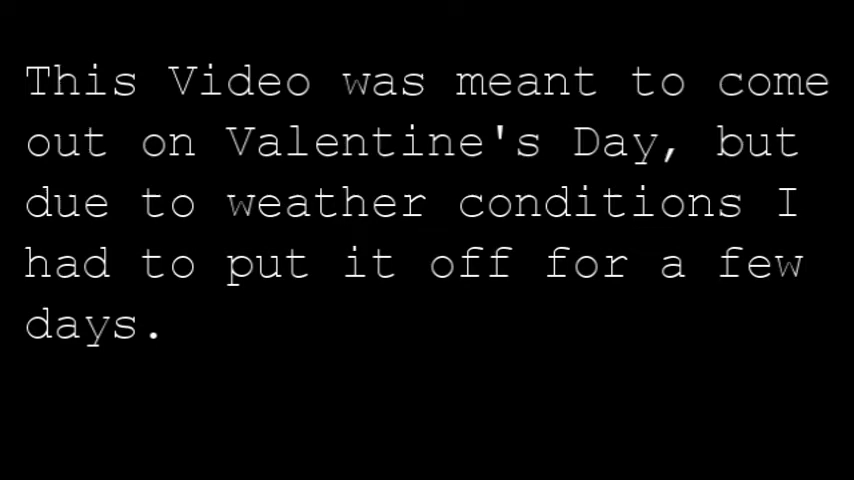 This Video was meant to come
out on Valentine's Day, but
due to weather conditions I
had to put it off for a few
days.